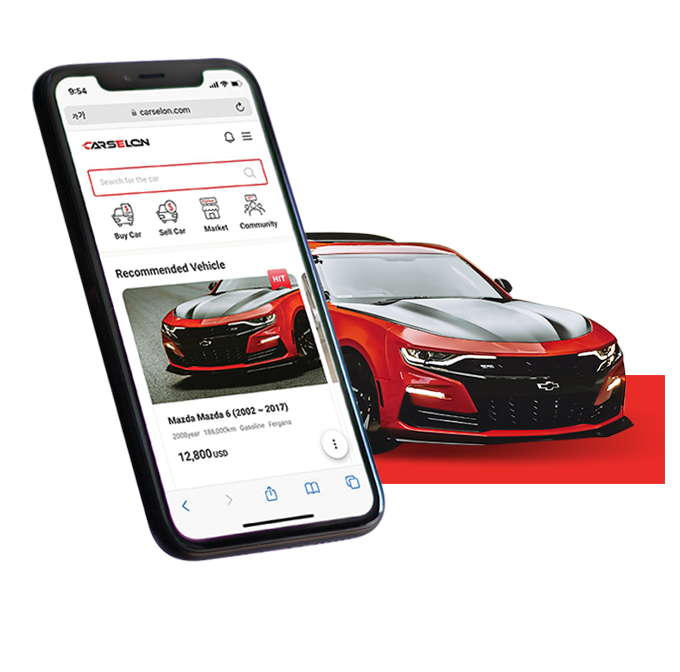 9:54
가가 carselon.com
CARSELON
Search for the car
Buy Car Sell Car Market Community
Recommended Vehicle
HIT
Mazda Mazda 6 (2002 ~ 2017)
2008year 186,000km Gasoline Fergana
12,800USD